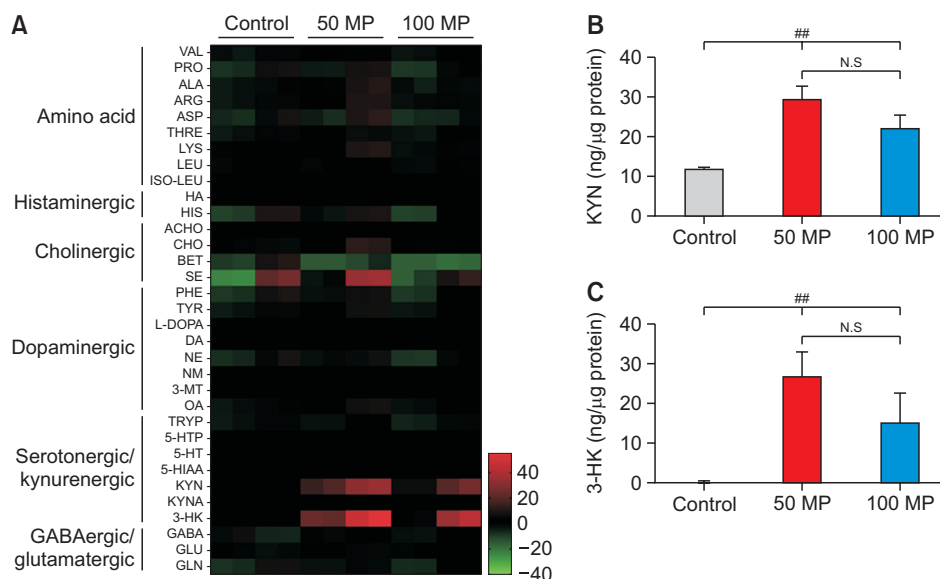 A
Control
50 MP
100 MP
Amino acid
VAL
PRO
ALA
ARG
ASP
THRE
LYS
LEU
ISO-LEU
Histaminergic
HA
HIS
Cholinergic
ACHO
CHO
BET
SE
Dopaminergic
PHE
TYR
L-DOPA
DA
NE
NM
3-MT
OA
Serotonergic/
kynurenergic
TRYP
5-HTP
5-HT
5-HIAA
KYN
KYNA
3-HK
GABAergic/
glutamatergic
GABA
GLU
GLN
40
20
0
−20
−40
B
##
N.S
KYN (ng/μg protein)
40
30
20
10
0
Control
50 MP
100 MP
C
##
N.S
3-HK (ng/μg protein)
40
30
20
10
0
Control
50 MP
100 MP